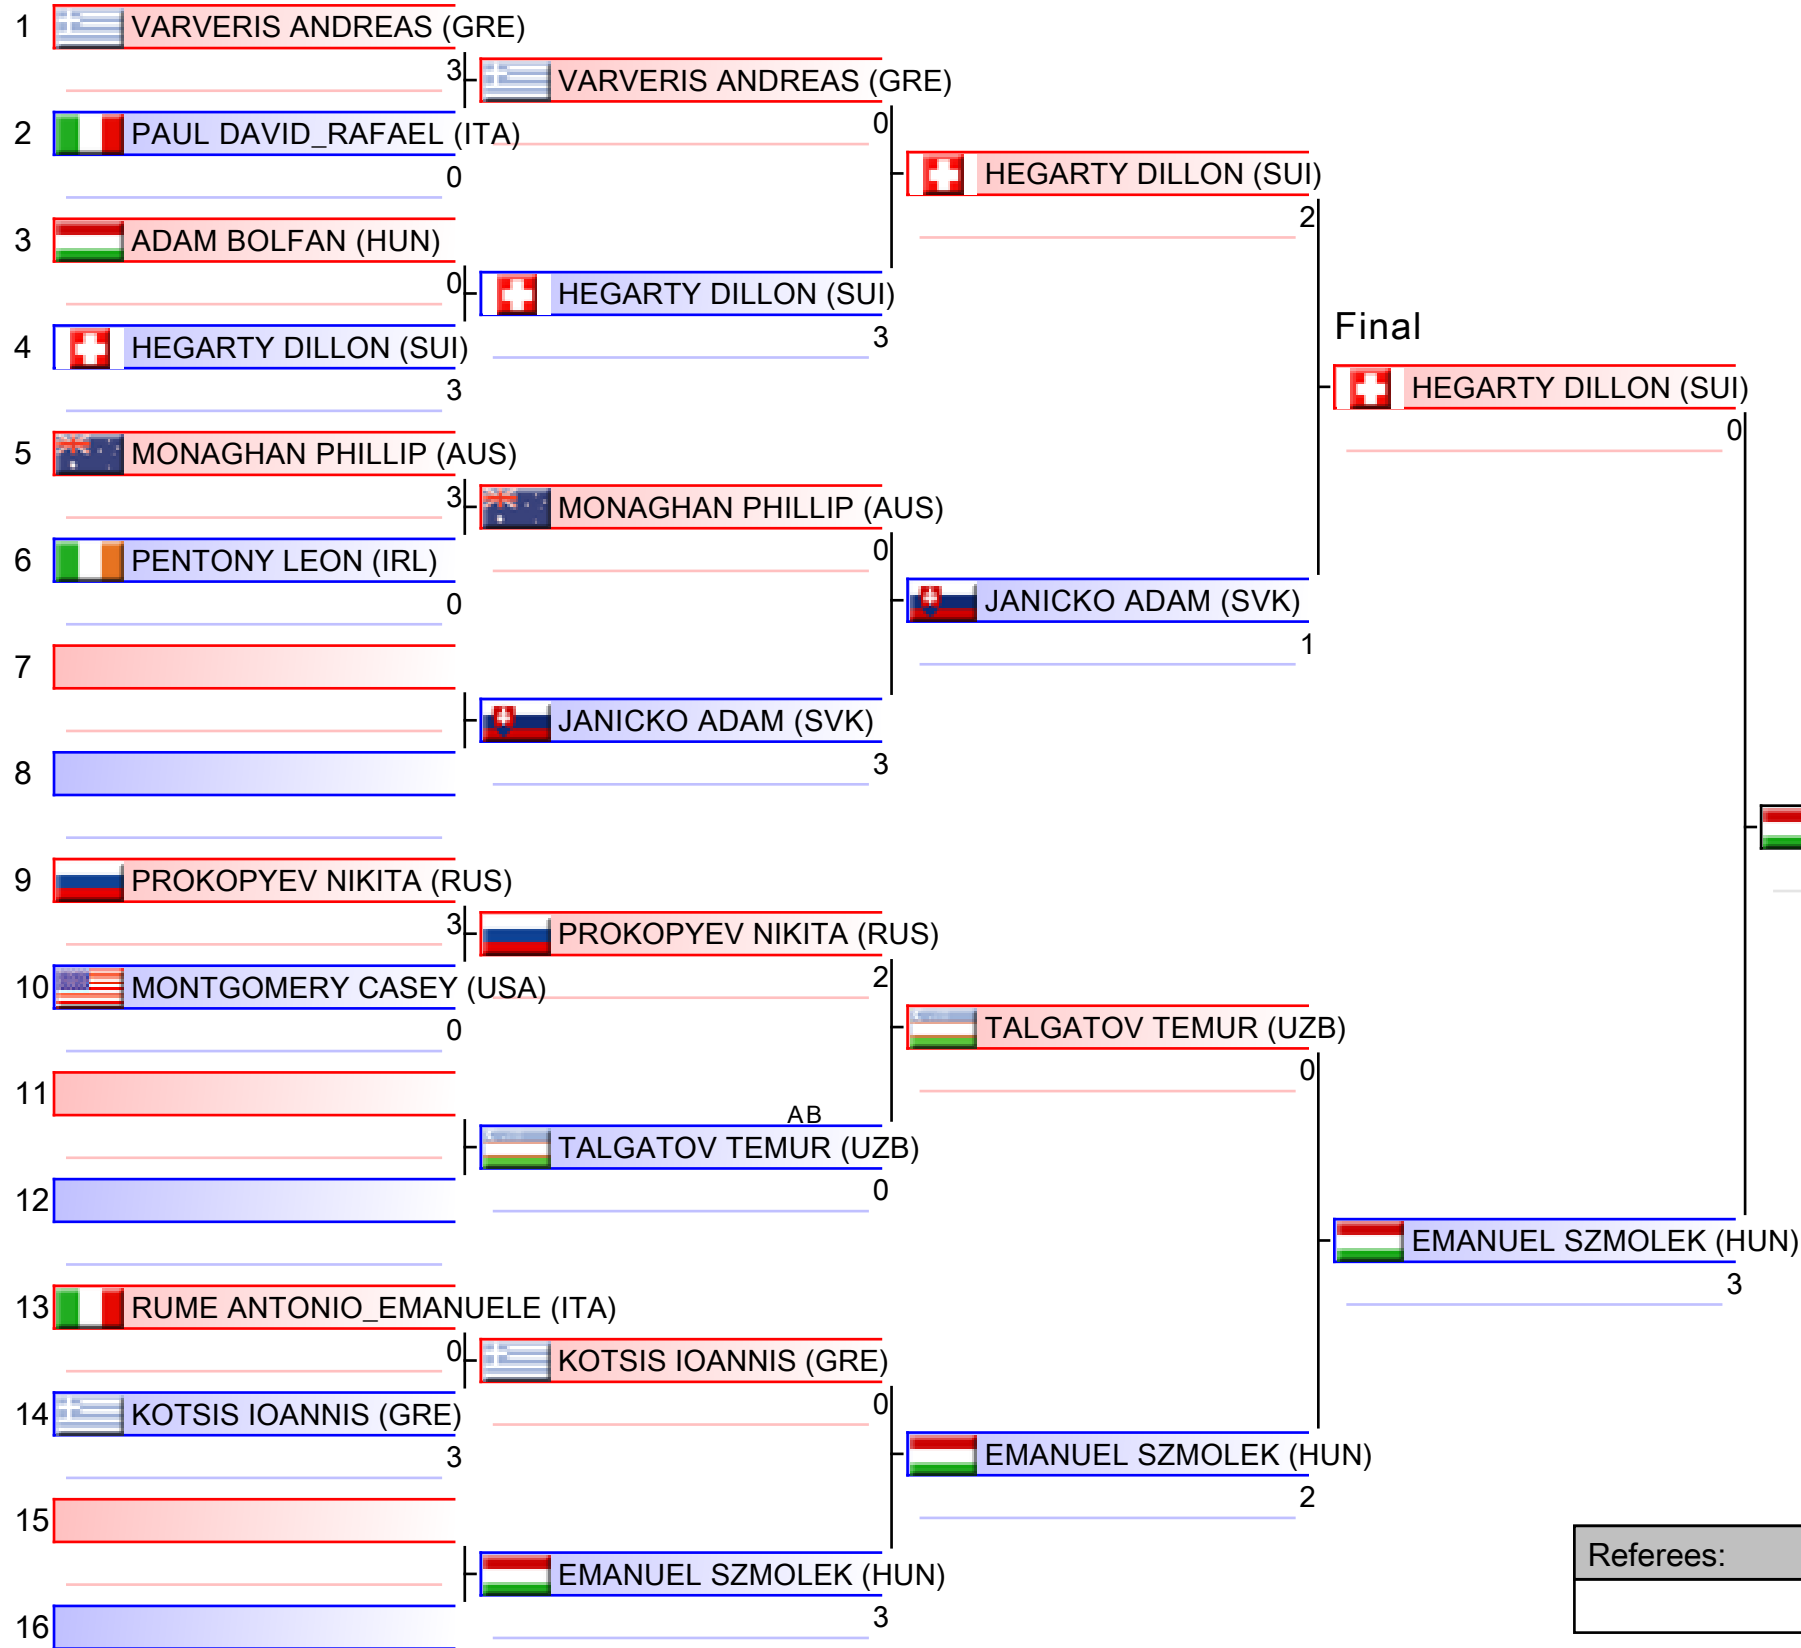 1 VARVERIS ANDREAS (GRE)
3 VARVERIS ANDREAS (GRE)
2 PAUL DAVID_RAFAEL (ITA) 0
0 HEGARTY DILLON (SUI)
2
3 ADAM BOLFAN (HUN)
0 HEGARTY DILLON (SUI)
Final
4 HEGARTY DILLON (SUI) 3
3 HEGARTY DILLON (SUI)
0
5 MONAGHAN PHILLIP (AUS)
3 MONAGHAN PHILLIP (AUS)
6 PENTONY LEON (IRL) 0
0 JANICKO ADAM (SVK)
1
7
JANICKO ADAM (SVK)
8 3
9 PROKOPYEV NIKITA (RUS)
3 PROKOPYEV NIKITA (RUS)
10 MONTGOMERY CASEY (USA) 2
0 TALGATOV TEMUR (UZB)
0
11
AB
TALGATOV TEMUR (UZB)
12 0
EMANUEL SZMOLEK (HUN)
3
13 RUME ANTONIO_EMANUELE (ITA)
0 KOTSIS IOANNIS (GRE)
14 KOTSIS IOANNIS (GRE) 0
3 EMANUEL SZMOLEK (HUN)
2
15
Referees:
EMANUEL SZMOLEK (HUN)
16 3